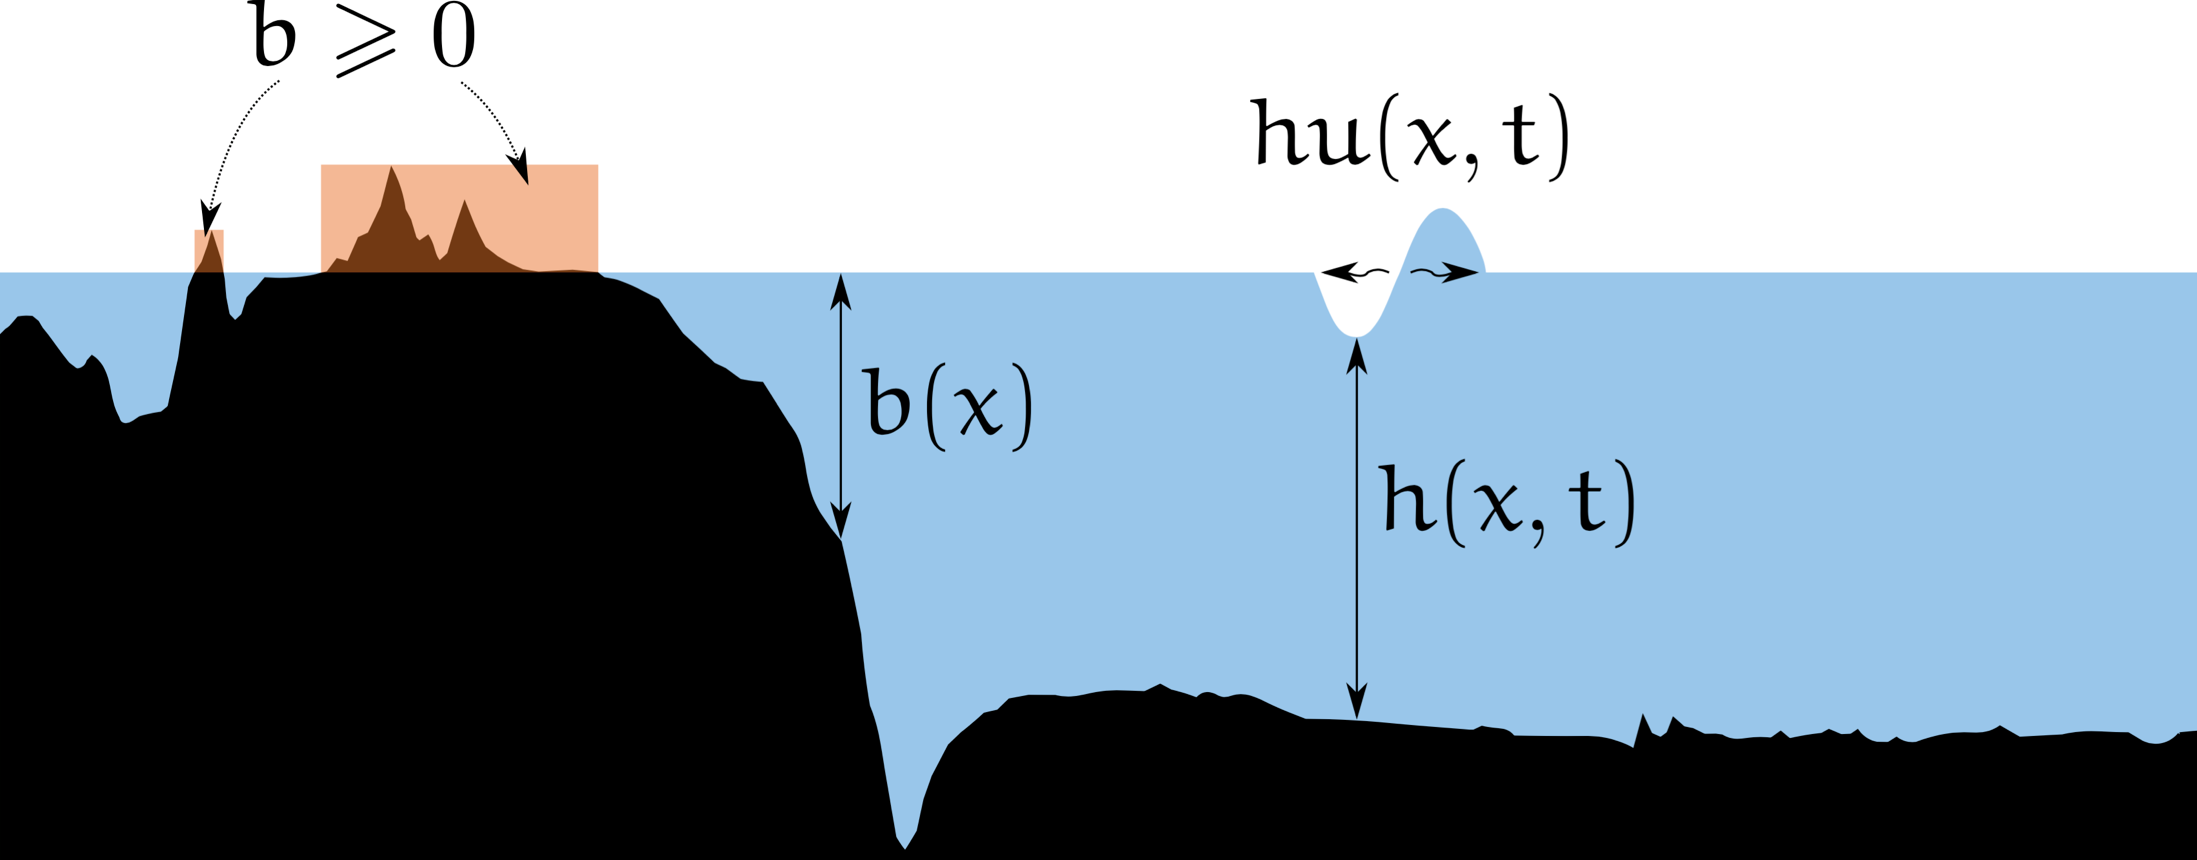 b ⩾ 0
hu(x, t)
b(x)
h(x, t)